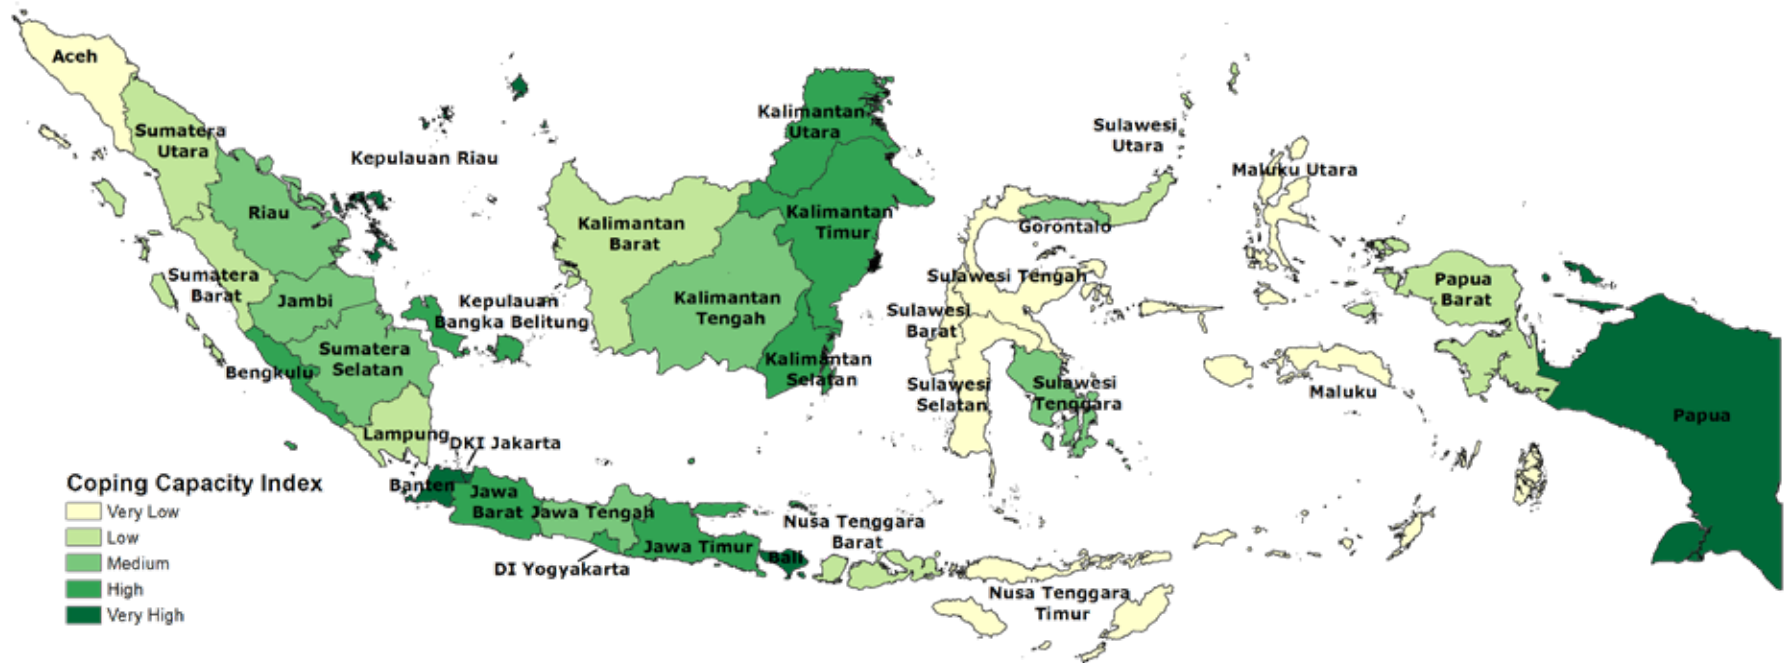 Aceh
Sumatera
Utara
Riau
Kepulauan Riau
Sumatera
Barat
Jambi
Kepulauan
Bangka Belitung
Sumatera
Selatan
Bengkulu
Lampung
DKI Jakarta
Banten
Jawa
Barat
Jawa Tengah
DI Yogyakarta
Jawa Timur
Bali
Kalimantan
Utara
Kalimantan
Barat
Kalimantan
Timur
Kalimantan
Tengah
Kalimantan
Selatan
Sulawesi
Utara
Gorontalo
Sulawesi Tengah
Sulawesi
Barat
Sulawesi
Selatan
Sulawesi
Tenggara
Nusa Tenggara
Barat
Nusa Tenggara
Timur
Maluku Utara
Maluku
Papua
Barat
Papua
Coping Capacity Index
Very Low
Low
Medium
High
Very High